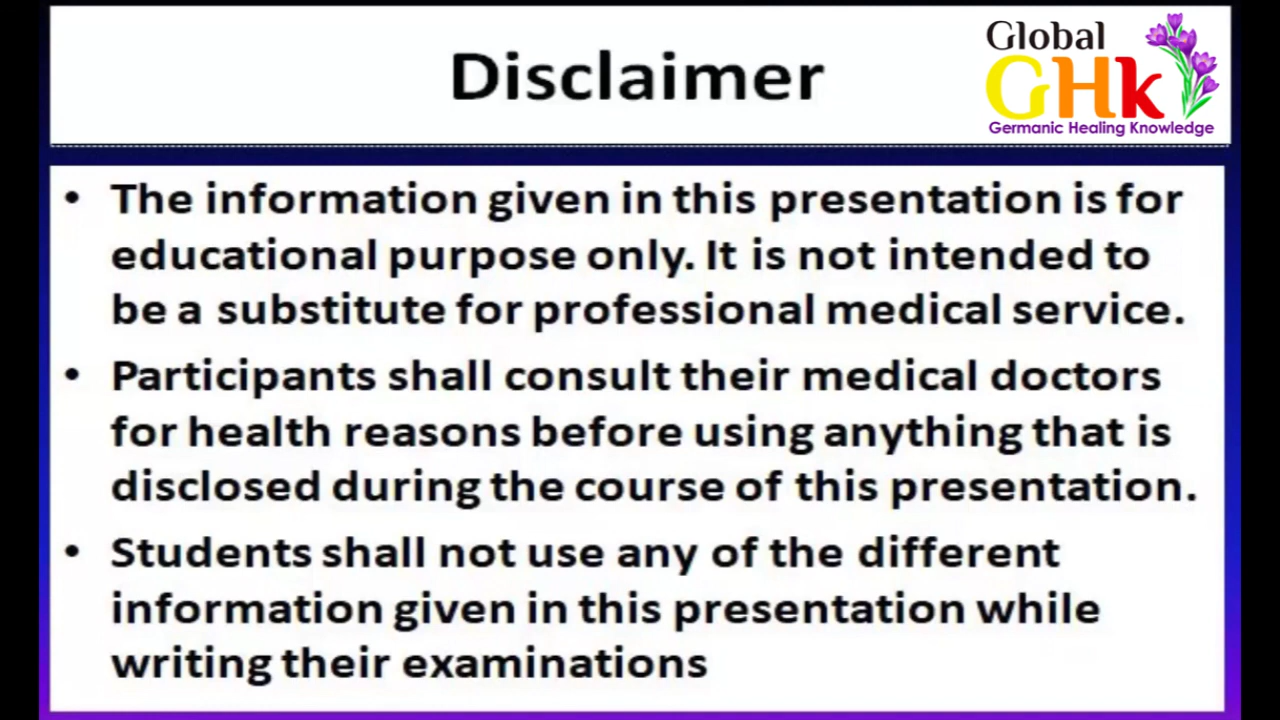 Disclaimer
Global
GHk
Germanic Healing Knowledge
• The information given in this presentation is for
educational purpose only. It is not intended to
be a substitute for professional medical service.
• Participants shall consult their medical doctors
for health reasons before using anything that is
disclosed during the course of this presentation.
• Students shall not use any of the different
information given in this presentation while
writing their examinations